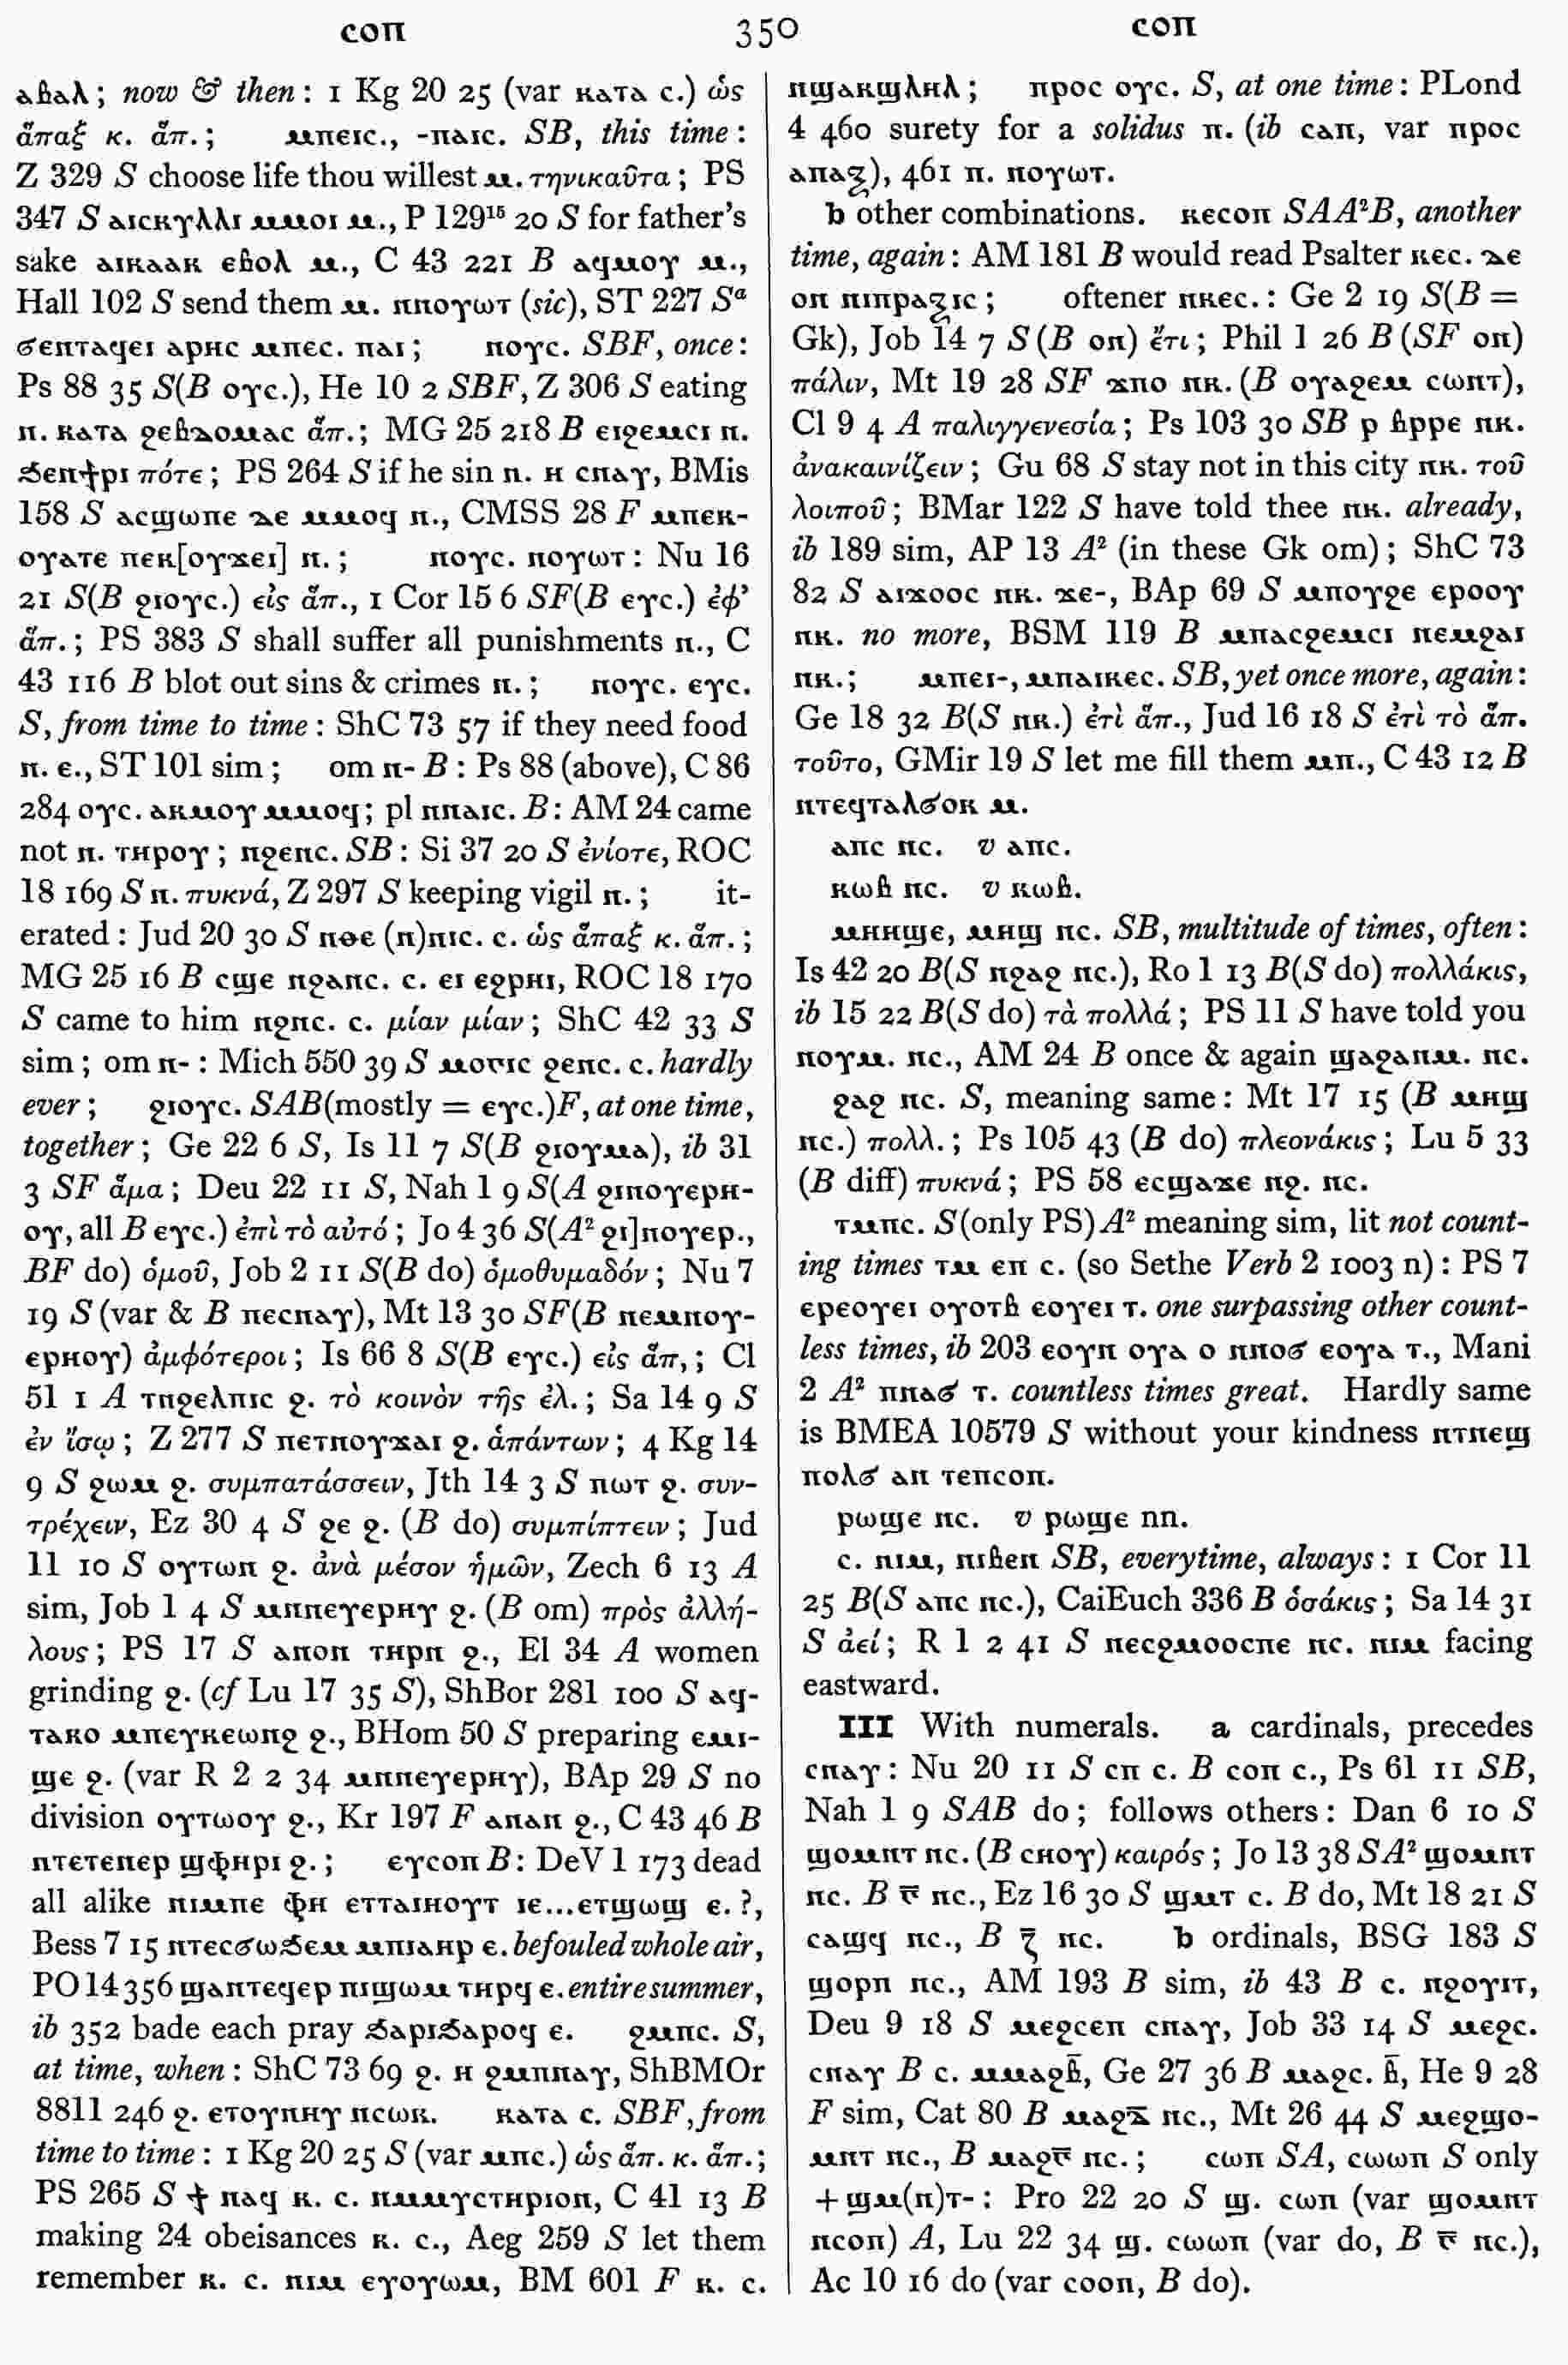 ⲥⲟⲡ 350 ⲥⲟⲡ
ⲁⲃⲁⲗ; now & then: 1 Kg 20 25 (var ⲕⲁⲧⲁ ⲥ.) ὡς
ἅπαξ κ. ἅπ.; ⲙⲡⲉⲓⲥ., -ⲡⲁⲓⲥ. SB, this time:
Z 329 S choose life thou willest ⲙ. τηνικαῦτα; PS
347 S ⲁⲓⲥⲕⲩⲗⲗⲓ ⲙⲙⲟⲓ ⲙ., P 129¹⁵ 20 S for father's
sake ⲁⲓⲕⲁⲁⲕ ⲉⲃⲟⲗ ⲙ., C 43 221 B ⲁϥⲙⲟⲩ ⲙ.,
Hall 102 S send them ⲙ. ⲛⲛⲟⲩⲱⲧ (sic), ST 227 Sᵃ
ϭⲉⲛⲧⲁϥⲉⲓ ⲁⲣⲏⲥ ⲙⲡⲉⲥ. ⲡⲁⲓ; ⲛⲟⲩⲥ. SBF, once:
Ps 88 35 S(B ⲟⲩⲥ.), He 10 2 SBF, Z 306 S eating
ⲛ. ⲕⲁⲧⲁ ϩⲉⲃⲇⲟⲙⲁⲥ ἅπ.; MG 25 218 B ⲉⲓϩⲉⲙⲥⲓ ⲛ.
ϧⲉⲛϯⲣⲓ πότε; PS 264 S if he sin ⲛ. ⲏ ⲥⲛⲁⲩ, BMis
158 S ⲁⲥϣⲱⲡⲉ ⲇⲉ ⲙⲙⲟϥ ⲛ., CMSS 28 F ⲙⲡⲉⲕ-
ⲟⲩⲁⲧⲉ ⲡⲉⲕ[ⲟⲩϫⲉⲓ] ⲛ.; ⲛⲟⲩⲥ. ⲛⲟⲩⲱⲧ: Nu 16
21 S(B ϩⲓⲟⲩⲥ.) εἰς ἅπ., 1 Cor 15 6 SF(B ⲉⲩⲥ.) ἐφ'
ἅπ.; PS 383 S shall suffer all punishments ⲛ., C
43 116 B blot out sins & crimes ⲛ.; ⲛⲟⲩⲥ. ⲉⲩⲥ.
S, from time to time: ShC 73 57 if they need food
ⲛ. ⲉ., ST 101 sim; om ⲛ- B: Ps 88 (above), C 86
284 ⲟⲩⲥ. ⲁⲕⲙⲟⲩ ⲙⲙⲟϥ; pl ⲛⲛⲁⲓⲥ. B: AM 24 came
not ⲛ. ⲧⲏⲣⲟⲩ; ⲛϩⲉⲛⲥ. SB: Si 37 20 S ἐνίοτε, ROC
18 169 S ⲛ. πυκνά, Z 297 S keeping vigil ⲛ.; it-
erated: Jud 20 30 S ⲛⲑⲉ (ⲛ)ⲛⲓⲥ. ⲥ. ὡς ἅπαξ κ. ἅπ.;
MG 25 16 B ⲥϣⲉ ⲛϩⲁⲛⲥ. ⲥ. ⲉⲓ ⲉϩⲣⲏⲓ, ROC 18 170
S came to him ⲛϩⲛⲥ. ⲥ. μίαν μίαν; ShC 42 33 S
sim; om ⲛ-: Mich 550 39 S ⲙⲟⲅⲓⲥ ϩⲉⲛⲥ. ⲥ. hardly
ever; ϩⲓⲟⲩⲥ. SAB(mostly = ⲉⲩⲥ.)F, at one time,
together; Ge 22 6 S, Is 11 7 S(B ϩⲓⲟⲩⲙⲁ), ib 31
3 SF ἅμα; Deu 22 11 S, Nah 1 9 S(A ϩⲓⲛⲟⲩⲉⲣⲏ-
ⲟⲩ, all B ⲉⲩⲥ.) ἐπὶ τὸ αὐτό; Jo 4 36 S(A² ϩⲓ]ⲛⲟⲩⲉⲣ.,
BF do) ὁμοῦ, Job 2 11 S(B do) ὁμοθυμαδόν; Nu 7
19 S (var & B ⲡⲉⲥⲛⲁⲩ), Mt 13 30 SF(B ⲛⲉⲙⲛⲟⲩ-
ⲉⲣⲏⲟⲩ) ἀμφότεροι; Is 66 8 S(B ⲉⲩⲥ.) εἰς ἅπ,; Cl
51 1 A ⲧⲛϩⲉⲗⲡⲓⲥ ϩ. τὸ κοινὸν τῆς ἐλ.; Sa 14 9 S
ἐν ἴσῳ; Z 277 S ⲡⲉⲧⲛⲟⲩϫⲁⲓ ϩ. ἁπάντων; 4 Kg 14
9 S ϩⲱⲙ ϩ. συμπατάσσειν, Jth 14 3 S ⲡⲱⲧ ϩ. συν-
τρέχειν, Ez 30 4 S ϩⲉ ϩ. (B do) συμπίπτειν; Jud
11 10 S ⲟⲩⲧⲱⲛ ϩ. ἀνὰ μέσον ἡμῶν, Zech 6 13 A
sim, Job 1 4 S ⲙⲛⲛⲉⲩⲉⲣⲏⲩ ϩ. (B om) πρὸς ἀλλή-
λους; PS 17 S ⲁⲛⲟⲛ ⲧⲏⲣⲛ ϩ., El 34 A women
grinding ϩ. (cf Lu 17 35 S), ShBor 281 100 S ⲁϥ-
ⲧⲁⲕⲟ ⲙⲡⲉⲩⲕⲉⲱⲛϩ ϩ., BHom 50 S preparing ⲉⲙⲓ-
ϣⲉ ϩ. (var R 2 2 34 ⲙⲛⲛⲉⲩⲉⲣⲏⲩ), BAp 29 S no
division ⲟⲩⲧⲱⲟⲩ ϩ., Kr 197 F ⲁⲛⲁⲛ ϩ., C 43 46 B
ⲛⲧⲉⲧⲉⲛⲉⲣ ϣⲫⲏⲣⲓ ϩ.; ⲉⲩⲥⲟⲡ B: DeV 1 173 dead
all alike ⲛⲓⲙⲡⲉ ⲫⲏ ⲉⲧⲧⲁⲓⲏⲟⲩⲧ ⲓⲉ...ⲉⲧϣⲱϣ ⲉ. ?,
Bess 7 15 ⲛⲧⲉⲥϭⲱϧⲉⲙ ⲙⲡⲓⲁⲏⲣ ⲉ. befouled whole air,
PO 14 356 ϣⲁⲛⲧⲉϥⲉⲣ ⲡⲓϣⲱⲙ ⲧⲏⲣϥ ⲉ. entire summer,
ib 352 bade each pray ϧⲁⲣⲓϧⲁⲣⲟϥ ⲉ. ϩⲙⲡⲥ. S,
at time, when: ShC 73 69 ϩ. ⲏ ϩⲙⲡⲛⲁⲩ, ShBMOr
8811 246 ϩ. ⲉⲧⲟⲩⲡⲏⲩ ⲛⲥⲱⲕ. ⲕⲁⲧⲁ ⲥ. SBF, from
time to time: 1 Kg 20 25 S (var ⲙⲡⲥ.) ὡς ἅπ. κ. ἅπ.;
PS 265 S ϯ ⲛⲁϥ ⲕ. ⲥ. ⲛⲙⲙⲩⲥⲧⲏⲣⲓⲟⲛ, C 41 13 B
making 24 obeisances ⲕ. ⲥ., Aeg 259 S let them
remember ⲕ. ⲥ. ⲛⲓⲙ ⲉⲩⲟⲩⲱⲙ, BM 601 F ⲕ. ⲥ.
ⲛϣⲁⲕϣⲗⲏⲗ; ⲡⲣⲟⲥ ⲟⲩⲥ. S, at one time: PLond
4 460 surety for a solidus ⲡ. (ib ⲥⲁⲡ, var ⲡⲣⲟⲥ
ⲁⲡⲁⲝ), 461 ⲡ. ⲛⲟⲩⲱⲧ.
b other combinations. ⲕⲉⲥⲟⲡ SAA²B, another
time, again: AM 181 B would read Psalter ⲕⲉⲥ. ⲇⲉ
ⲟⲛ ⲛⲓⲡⲣⲁⲝⲓⲥ; oftener ⲛⲕⲉⲥ.: Ge 2 19 S(B =
Gk), Job 14 7 S (B ⲟⲛ) ἔτι; Phil 1 26 B (SF ⲟⲛ)
πάλιν, Mt 19 28 SF ϫⲡⲟ ⲛⲕ. (B ⲟⲩⲁϩⲉⲙ ⲥⲱⲛⲧ),
Cl 9 4 A παλιγγενεσία; Ps 103 30 SB ⲣ ⲃⲣⲣⲉ ⲛⲕ.
ἀνακαινίζειν; Gu 68 S stay not in this city ⲛⲕ. τοῦ
λοιποῦ; BMar 122 S have told thee ⲛⲕ. already,
ib 189 sim, AP 13 A² (in these Gk om); ShC 73
82 S ⲁⲓϫⲟⲟⲥ ⲛⲕ. ϫⲉ-, BAp 69 S ⲙⲡⲟⲩϩⲉ ⲉⲣⲟⲟⲩ
ⲛⲕ. no more, BSM 119 B ⲙⲡⲁⲥϩⲉⲙⲥⲓ ⲛⲉⲙϩⲁⲓ
ⲛⲕ.; ⲙⲡⲉⲓ-, ⲙⲡⲁⲓⲕⲉⲥ. SB, yet once more, again:
Ge 18 32 B(S ⲛⲕ.) ἐτὶ ἅπ., Jud 16 18 S ἐτὶ τὸ ἅπ.
τοῦτο, GMir 19 S let me fill them ⲙⲡ., C 43 12 B
ⲛⲧⲉϥⲧⲁⲗϭⲟⲕ ⲙ.
ⲁⲡⲥ ⲛⲥ. v ⲁⲡⲥ.
ⲕⲱⲃ ⲛⲥ. v ⲕⲱⲃ.
ⲙⲏⲏϣⲉ, ⲙⲏϣ ⲛⲥ. SB, multitude of times, often:
Is 42 20 B(S ⲛϩⲁϩ ⲛⲥ.), Ro 1 13 B(S do) πολλάκις,
ib 15 22 B(S do) τὰ πολλά; PS 11 S have told you
ⲛⲟⲩⲙ. ⲛⲥ., AM 24 B once & again ϣⲁϩⲁⲛⲙ. ⲛⲥ.
ϩⲁϩ ⲛⲥ. S, meaning same: Mt 17 15 (B ⲙⲏϣ
ⲛⲥ.) πολλ.; Ps 105 43 (B do) πλεονάκις; Lu 5 33
(B diff) πυκνά; PS 58 ⲉⲥϣⲁϫⲉ ⲛϩ. ⲛⲥ.
ⲧⲙⲡⲥ. S(only PS) A² meaning sim, lit not count-
ing times ⲧⲙ ⲉⲡ ⲥ. (so Sethe Verb 2 1003 n): PS 7
ⲉⲣⲉⲟⲩⲉⲓ ⲟⲩⲟⲧⲃ ⲉⲟⲩⲉⲓ ⲧ. one surpassing other count-
less times, ib 203 ⲉⲟⲩⲛ ⲟⲩⲁ ⲟ ⲛⲛⲟϭ ⲉⲟⲩⲁ ⲧ., Mani
2 A² ⲛⲛⲁϭ ⲧ. countless times great. Hardly same
is BMEA 10579 S without your kindness ⲛⲧⲛⲉϣ
ⲡⲟⲗϭ ⲁⲛ ⲧⲉⲛⲥⲟⲡ.
ⲣⲱϣⲉ ⲛⲥ. v ⲣⲱϣⲉ nn.
ⲥ. ⲛⲓⲙ, ⲛⲓⲃⲉⲛ SB, everytime, always: 1 Cor 11
25 B(S ⲁⲡⲥ ⲛⲥ.), CaiEuch 336 B ὁσάκις; Sa 14 31
S ἀεί; R 1 2 41 S ⲛⲉⲥϩⲙⲟⲟⲥⲡⲉ ⲛⲥ. ⲛⲓⲙ facing
eastward.
III With numerals. a cardinals, precedes
ⲥⲛⲁⲩ: Nu 20 11 S ⲥⲡ ⲥ. B ⲥⲟⲡ ⲥ., Ps 61 11 SB,
Nah 1 9 SAB do; follows others: Dan 6 10 S
ϣⲟⲙⲛⲧ ⲛⲥ. (B ⲥⲏⲟⲩ) καιρός; Jo 13 38 SA² ϣⲟⲙⲛⲧ
ⲛⲥ. B ⲅ̅ ⲛⲥ., Ez 16 30 S ϣⲙⲧ ⲥ. B do, Mt 18 21 S
ⲥⲁϣϥ ⲛⲥ., B ⲍ̅ ⲛⲥ. b ordinals, BSG 183 S
ϣⲟⲣⲡ ⲛⲥ., AM 193 B sim, ib 43 B ⲥ. ⲛϩⲟⲩⲓⲧ,
Deu 9 18 S ⲙⲉϩⲥⲉⲡ ⲥⲛⲁⲩ, Job 33 14 S ⲙⲉϩⲥ.
ⲥⲛⲁⲩ B ⲥ. ⲙⲙⲁϩⲃ̅, Ge 27 36 B ⲙⲁϩⲥ. ⲃ̅, He 9 28
F sim, Cat 80 B ⲙⲁϩⲇ̅ ⲛⲥ., Mt 26 44 S ⲙⲉϩϣⲟ-
ⲙⲛⲧ ⲛⲥ., B ⲙⲁϩⲅ̅ ⲛⲥ.; ⲥⲱⲡ SA, ⲥⲱⲱⲡ S only
+ ϣⲙ(ⲛ)ⲧ-: Pro 22 20 S ϣ. ⲥⲱⲡ (var ϣⲟⲙⲛⲧ
ⲛⲥⲟⲡ) A, Lu 22 34 ϣ. ⲥⲱⲱⲡ (var do, B ⲅ̅ ⲛⲥ.),
Ac 10 16 do (var ⲥⲟⲟⲡ, B do).